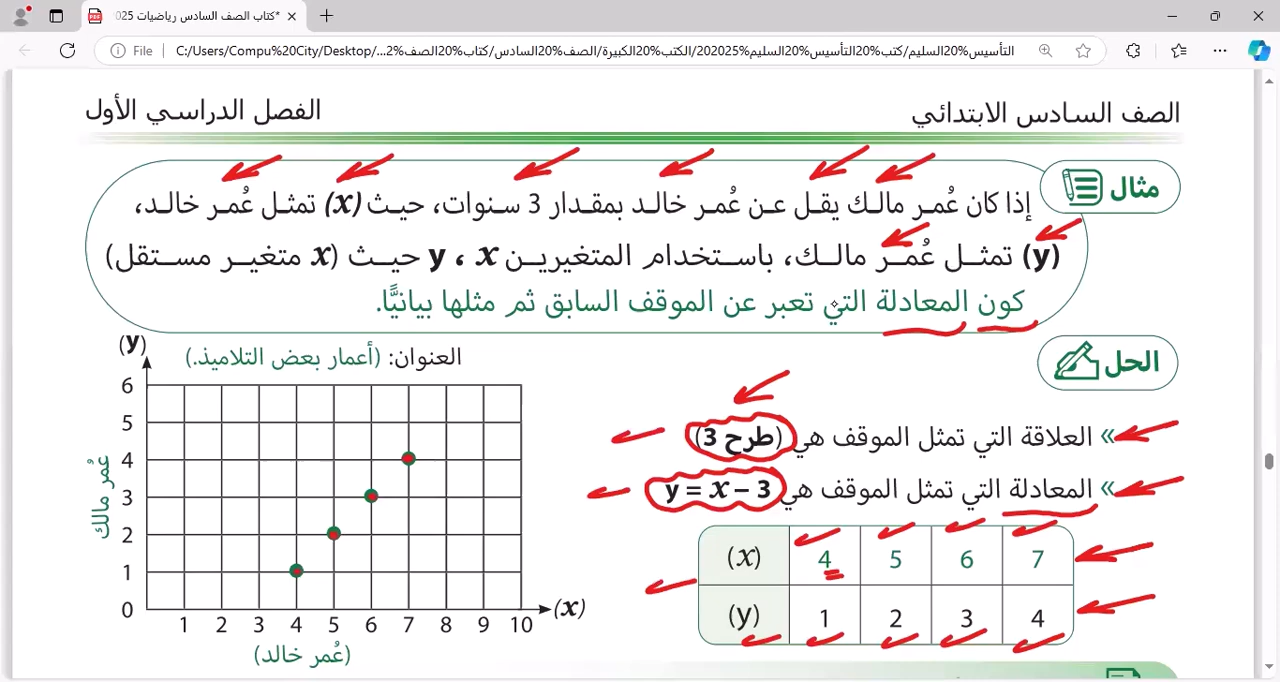 *كتاب الصف السادس رياضيات 2025
File
C:/Users/Compu%20City/Desktop/...التأسيس%20السليم/كتب%20التأسيس%20السليم%202025/الكتب%20الكبيرة/الصف%20السادس/كتاب%20الصف%2
الصف السادس الابتدائي
الفصل الدراسي الأول
مثال
إذا كان عُمر مالك يقل عن عُمر خالد بمقدار 3 سنوات، حيث (x) تمثل عُمر خالد،
(y) تمثل عُمر مالك، باستخدام المتغيرين y ، x حيث (x متغير مستقل)
كون المعادلة التي تعبر عن الموقف السابق ثم مثلها بيانيًّا.
الحل
» العلاقة التي تمثل الموقف هي (طرح 3)
» المعادلة التي تمثل الموقف هي y = x – 3
(x) 4 5 6 7
(y) 1 2 3 4
العنوان: (أعمار بعض التلاميذ.)
(y)
6
5
4
3
2
1
0
عُمر مالك
1 2 3 4 5 6 7 8 9 10 (x)
(عُمر خالد)